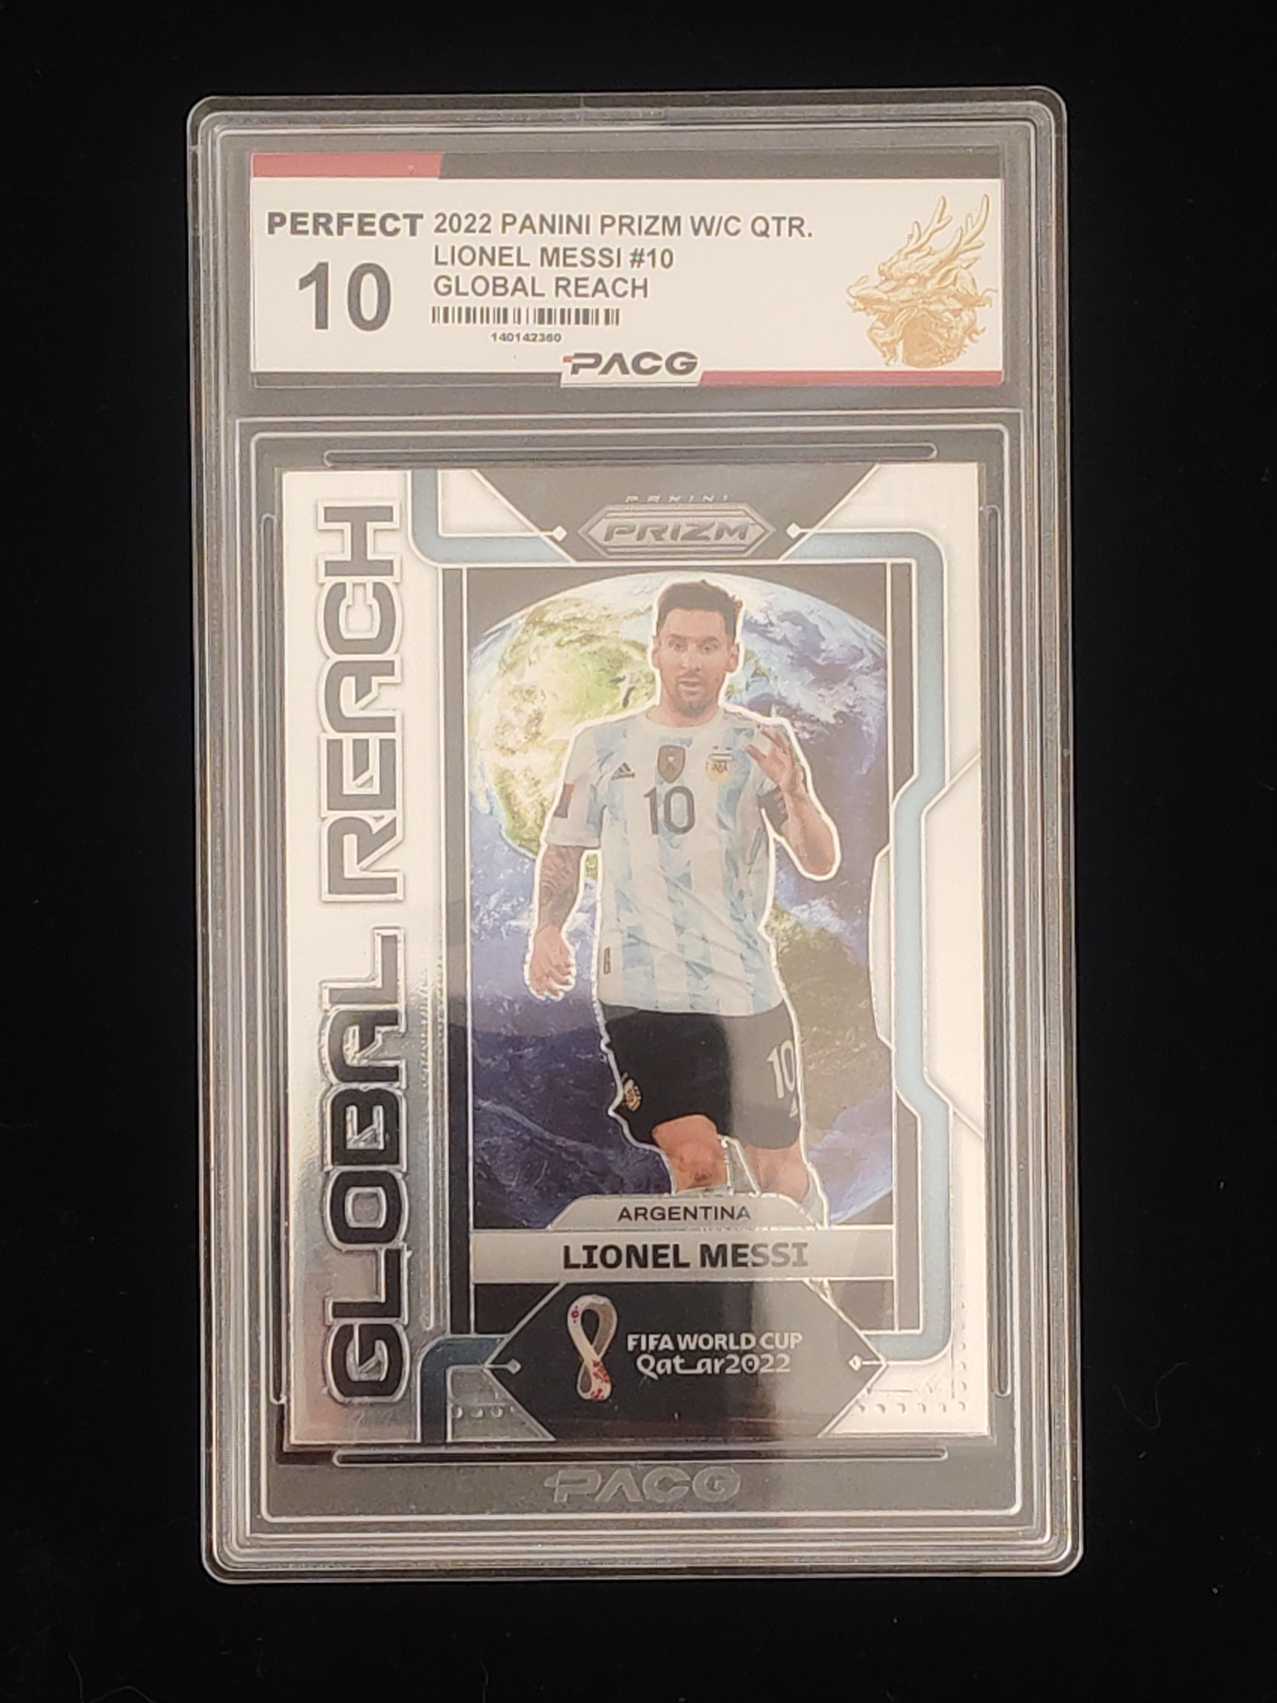 PERFECT
10
2022 PANINI PRIZM W/C QTR.
LIONEL MESSI #10
GLOBAL REACH
140142360
PACG
PANINI
PRIZM
GLOBAL REACH
10
10
ARGENTINA
LIONEL MESSI
FIFA WORLD CUP
Qatar2022
PACG